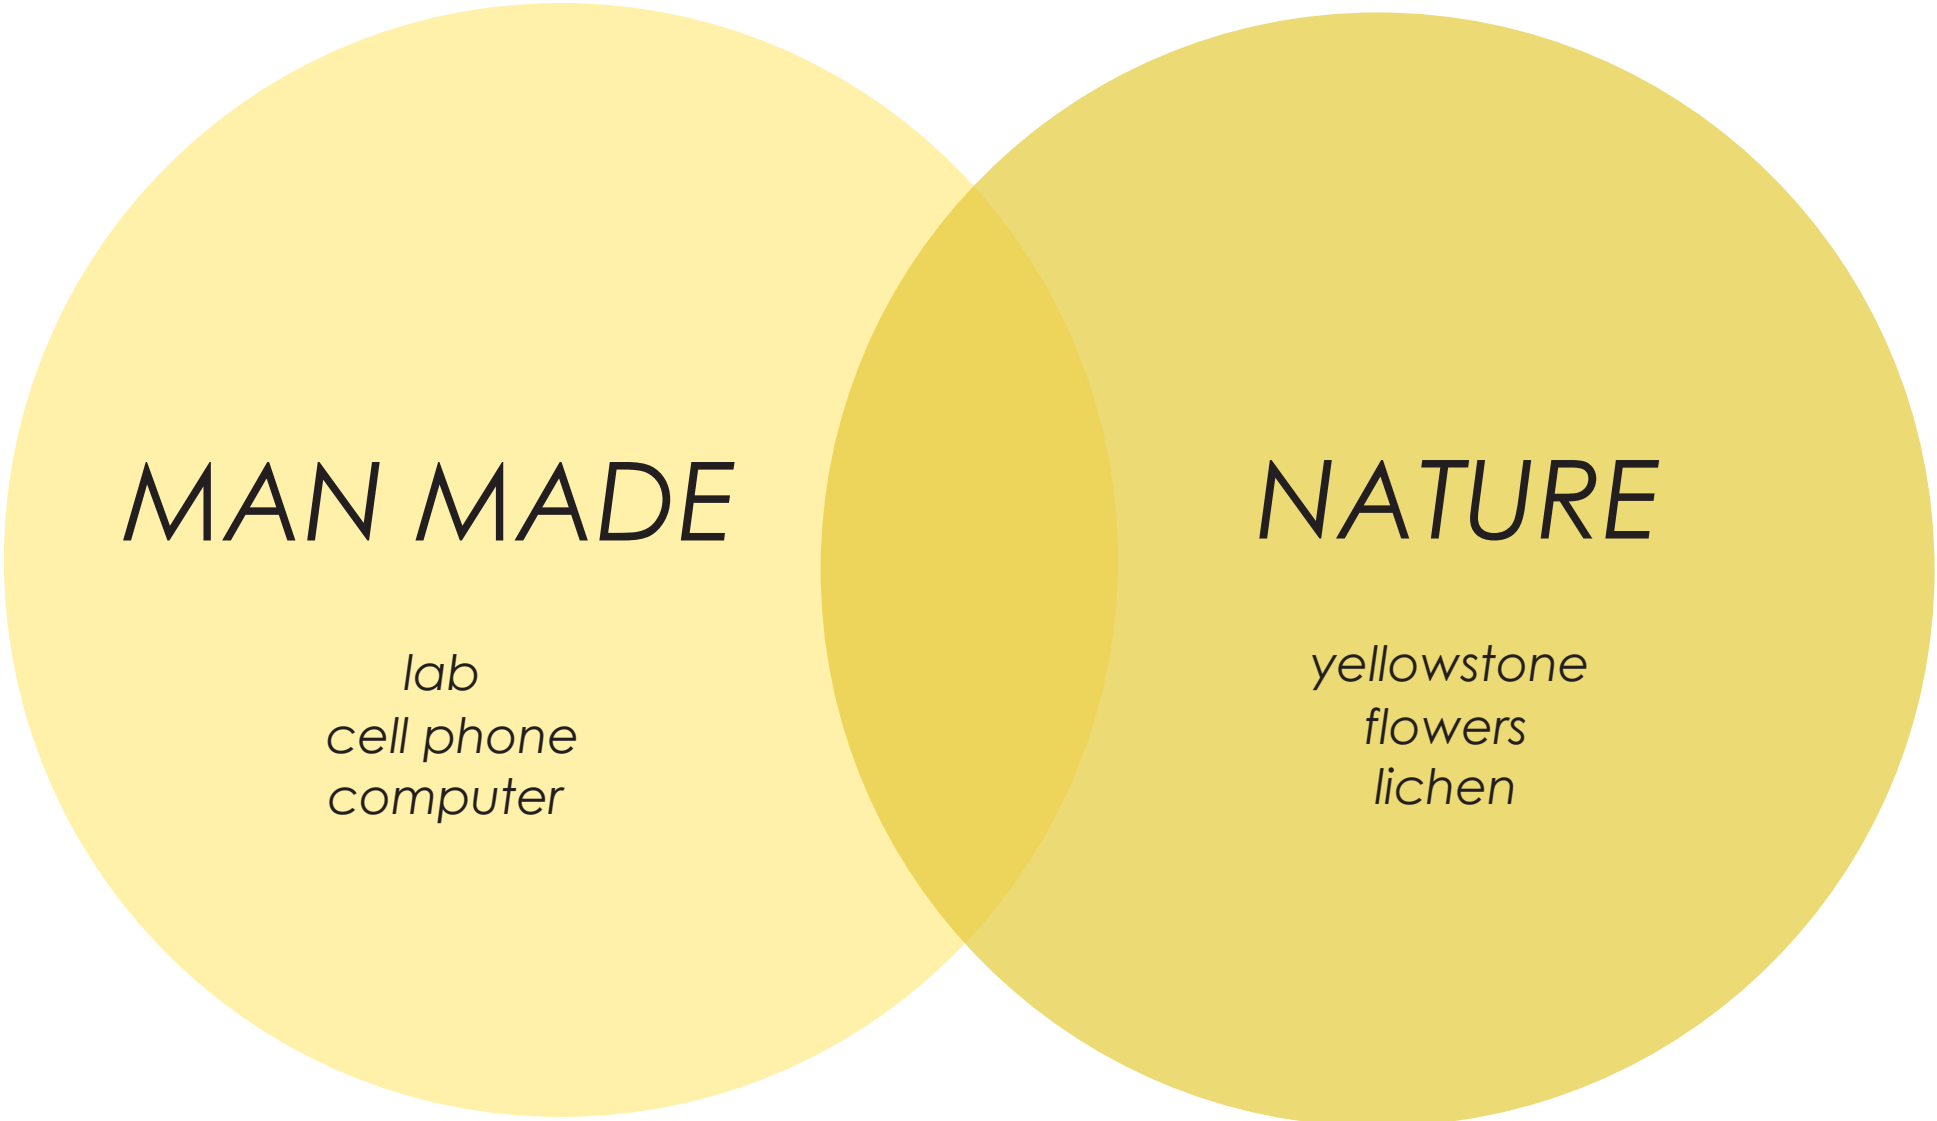 MAN MADE
lab
cell phone
computer
NATURE
yellowstone
flowers
lichen